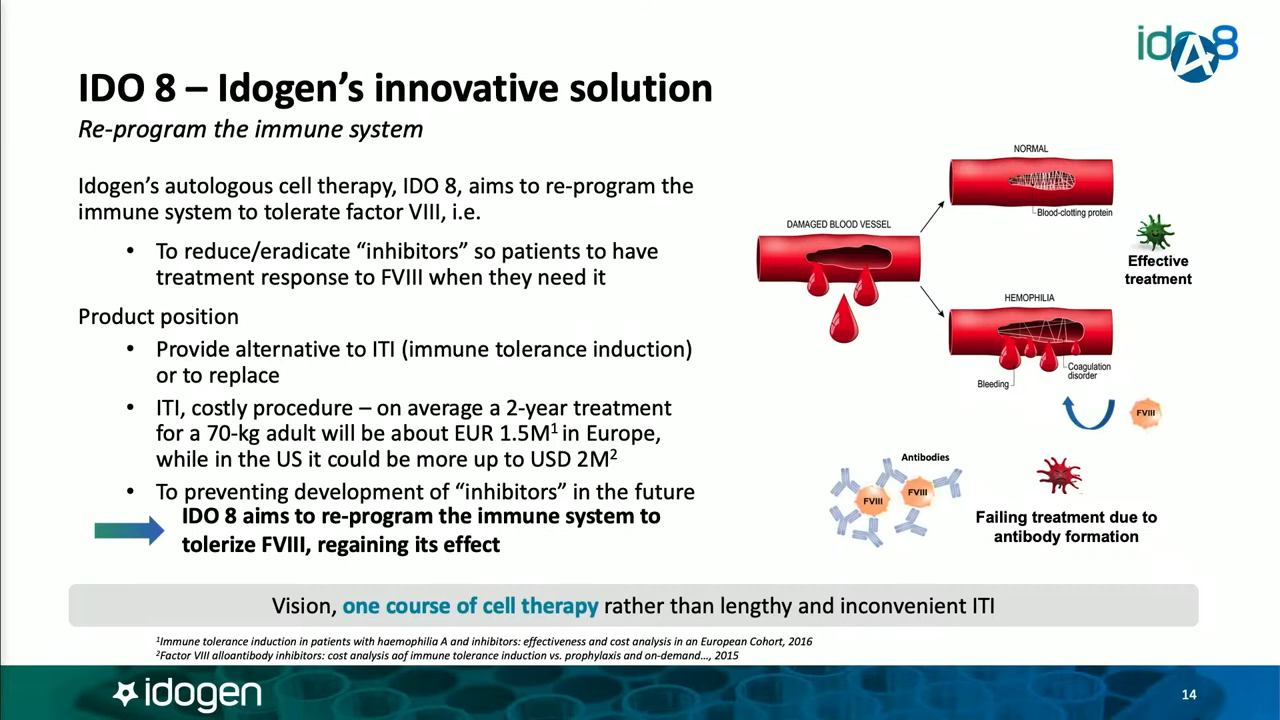 IDO 8 – Idogen's innovative solution
Re-program the immune system
Idogen's autologous cell therapy, IDO 8, aims to re-program the
immune system to tolerate factor VIII, i.e.
• To reduce/eradicate "inhibitors" so patients to have
treatment response to FVIII when they need it
Product position
• Provide alternative to ITI (immune tolerance induction)
or to replace
• ITI, costly procedure – on average a 2-year treatment
for a 70-kg adult will be about EUR 1.5M¹ in Europe,
while in the US it could be more up to USD 2M²
• To preventing development of "inhibitors" in the future
IDO 8 aims to re-program the immune system to
tolerize FVIII, regaining its effect
NORMAL
Blood-clotting protein
DAMAGED BLOOD VESSEL
Effective
treatment
HEMOPHILIA
Coagulation
disorder
Bleeding
FVIII
Antibodies
FVIII
FVIII
Failing treatment due to
antibody formation
Vision, one course of cell therapy rather than lengthy and inconvenient ITI
¹Immune tolerance induction in patients with haemophilia A and inhibitors: effectiveness and cost analysis in an European Cohort, 2016
²Factor VIII alloantibody inhibitors: cost analysis aof immune tolerance induction vs. prophylaxis and on-demand…, 2015
idogen
14